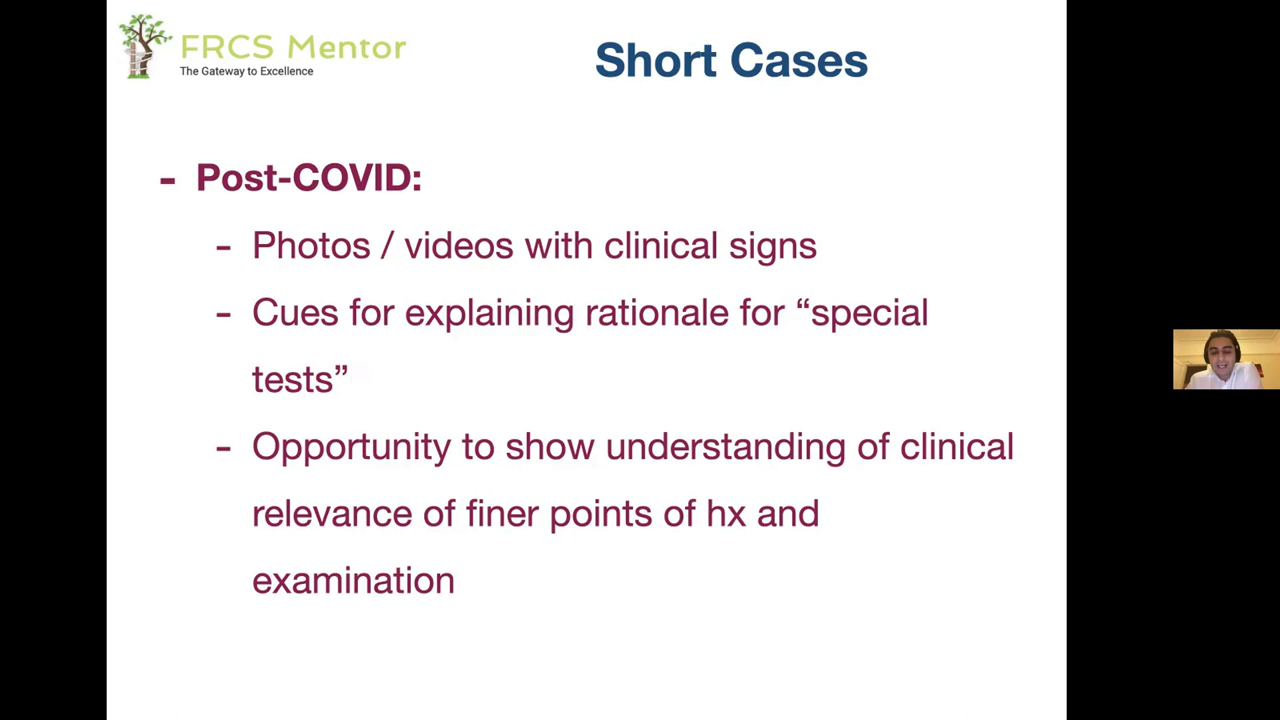 FRCS Mentor
The Gateway to Excellence
Short Cases
- Post-COVID:
- Photos / videos with clinical signs
- Cues for explaining rationale for “special
tests”
- Opportunity to show understanding of clinical
relevance of finer points of hx and
examination